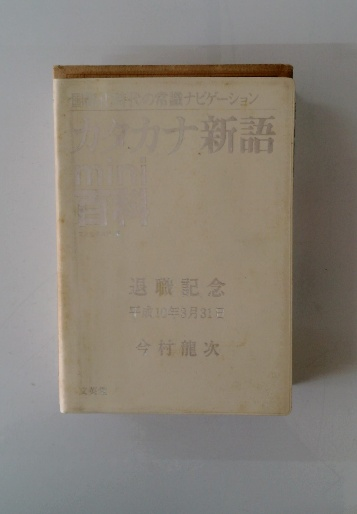 時代の常識ナビゲーション
カタカナ新語
mini
退職記念
平成10年3月31日
今村龍次